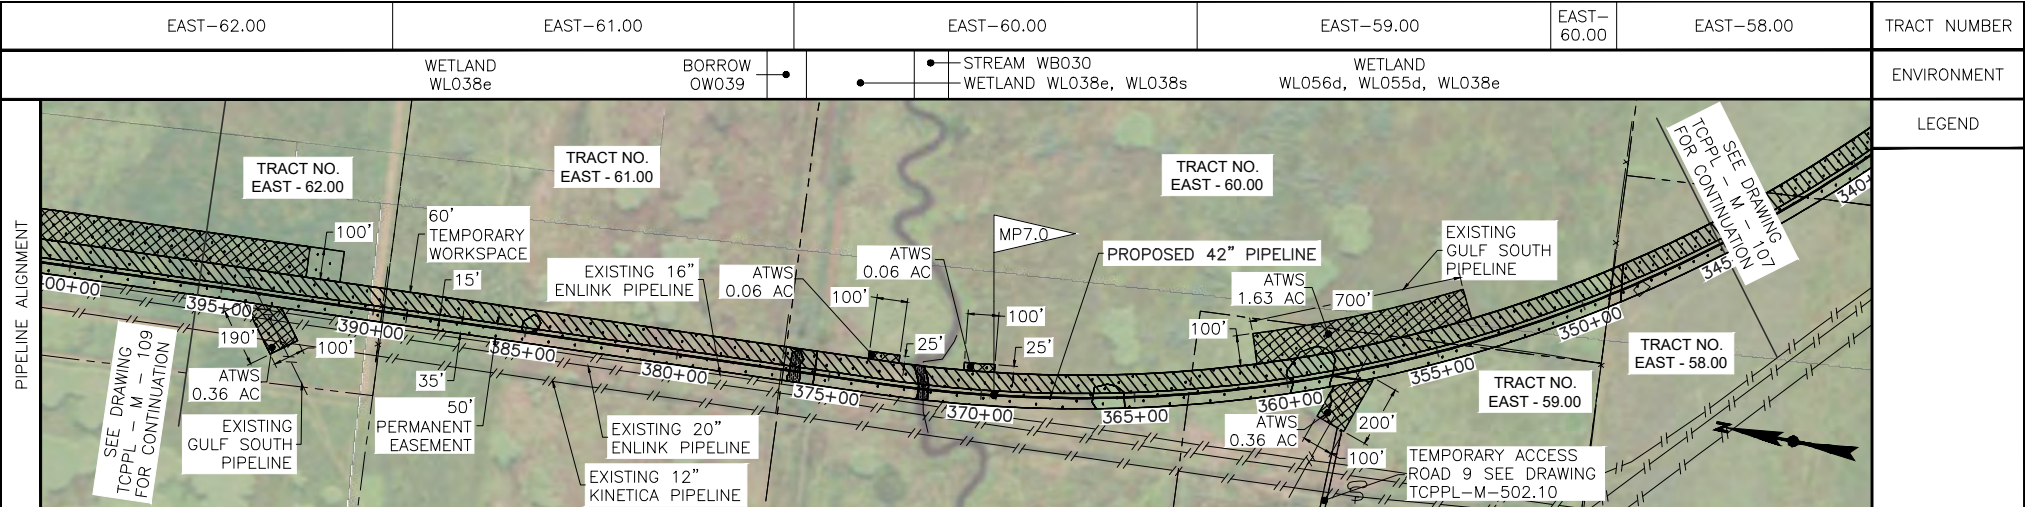 EAST-62.00
EAST-61.00
EAST-60.00
EAST-59.00
EAST-
60.00
EAST-58.00
TRACT NUMBER
WETLAND
WL038e
BORROW
OW039
STREAM WB030
WETLAND WL038e, WL038s
WETLAND
WL056d, WL055d, WL038e
ENVIRONMENT
LEGEND
PIPELINE ALIGNMENT
TRACT NO.
EAST - 62.00
TRACT NO.
EAST - 61.00
TRACT NO.
EAST - 60.00
SEE DRAWING
TCPPL - M - 107
FOR CONTINUATION
100'
60'
TEMPORARY
WORKSPACE
15'
EXISTING 16"
ENLINK PIPELINE
ATWS
0.06 AC
100'
ATWS
0.06 AC
MP7.0
100'
25'
25'
PROPOSED 42" PIPELINE
ATWS
1.63 AC
700'
100'
EXISTING
GULF SOUTH
PIPELINE
00+00
395+00
390+00
385+00
380+00
375+00
370+00
365+00
360+00
355+00
350+00
345
340+
190'
100'
ATWS
0.36 AC
SEE DRAWING
TCPPL - M - 109
FOR CONTINUATION
EXISTING
GULF SOUTH
PIPELINE
35'
50'
PERMANENT
EASEMENT
EXISTING 20"
ENLINK PIPELINE
EXISTING 12"
KINETICA PIPELINE
ATWS
0.36 AC
200'
100'
TEMPORARY ACCESS
ROAD 9 SEE DRAWING
TCPPL-M-502.10
TRACT NO.
EAST - 59.00
TRACT NO.
EAST - 58.00